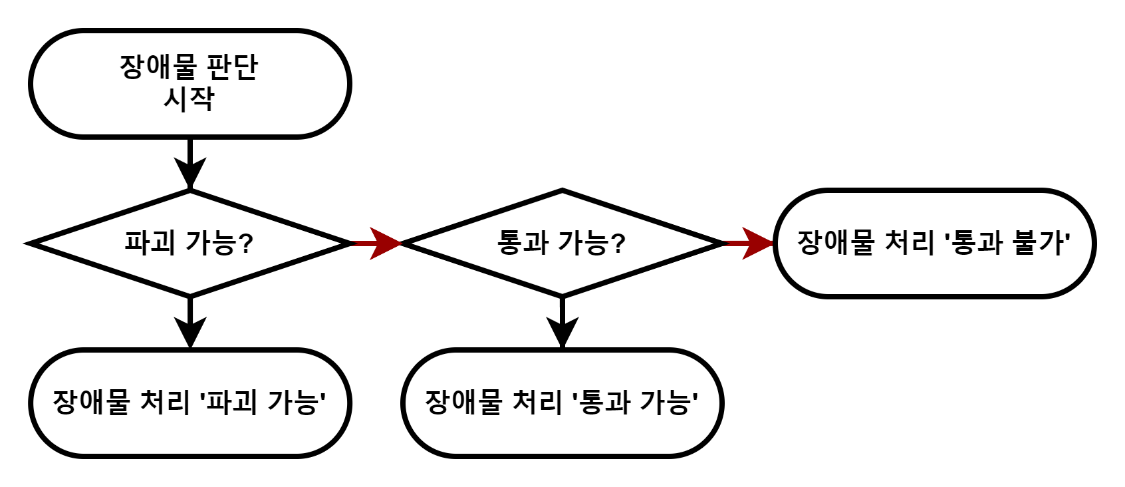 장애물 판단
시작
파괴 가능?
통과 가능?
장애물 처리 '통과 불가'
장애물 처리 '파괴 가능'
장애물 처리 '통과 가능'